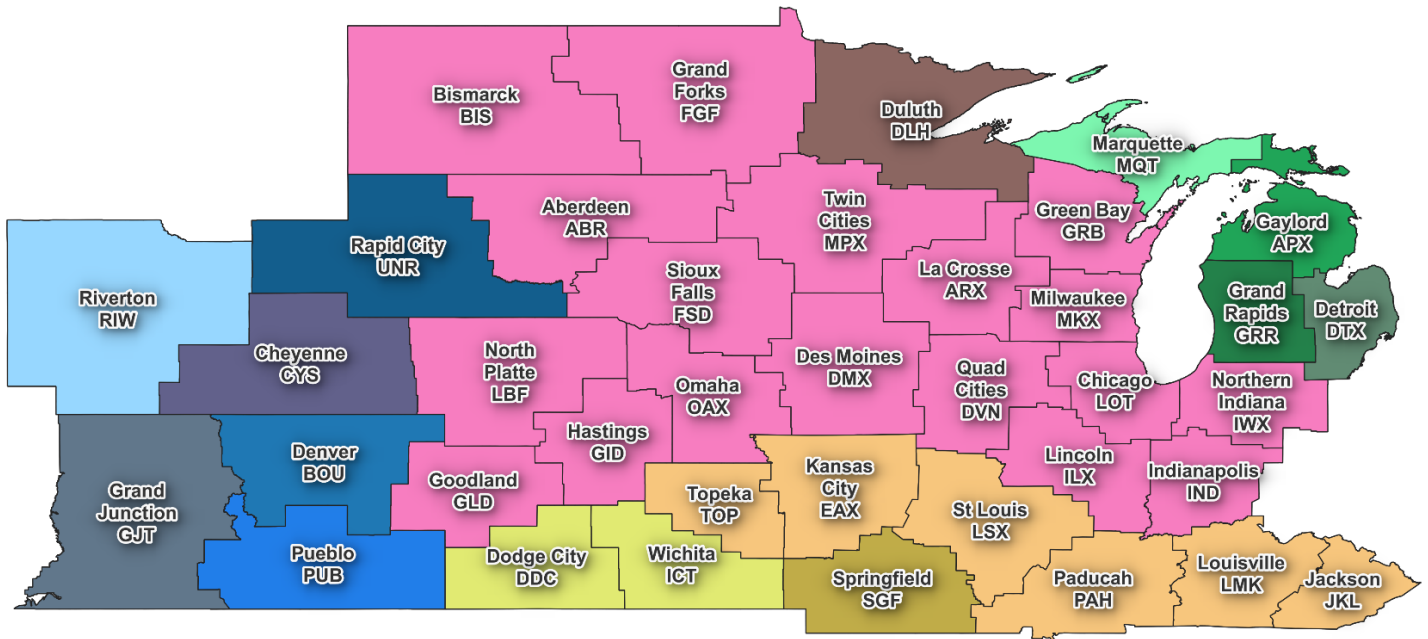 Bismarck
BIS
Grand
Forks
FGF
Duluth
DLH
Marquette
MQT
Aberdeen
ABR
Twin
Cities
MPX
Green Bay
GRB
Gaylord
APX
Rapid City
UNR
Riverton
RIW
Sioux
Falls
FSD
La Crosse
ARX
Milwaukee
MKX
Grand
Rapids
GRR
Detroit
DTX
Cheyenne
CYS
North
Platte
LBF
Omaha
OAX
Des Moines
DMX
Quad
Cities
DVN
Chicago
LOT
Northern
Indiana
IWX
Hastings
GID
Denver
BOU
Goodland
GLD
Lincoln
ILX
Indianapolis
IND
Grand
Junction
GJT
Topeka
TOP
Kansas
City
EAX
St Louis
LSX
Pueblo
PUB
Dodge City
DDC
Wichita
ICT
Springfield
SGF
Paducah
PAH
Louisville
LMK
Jackson
JKL